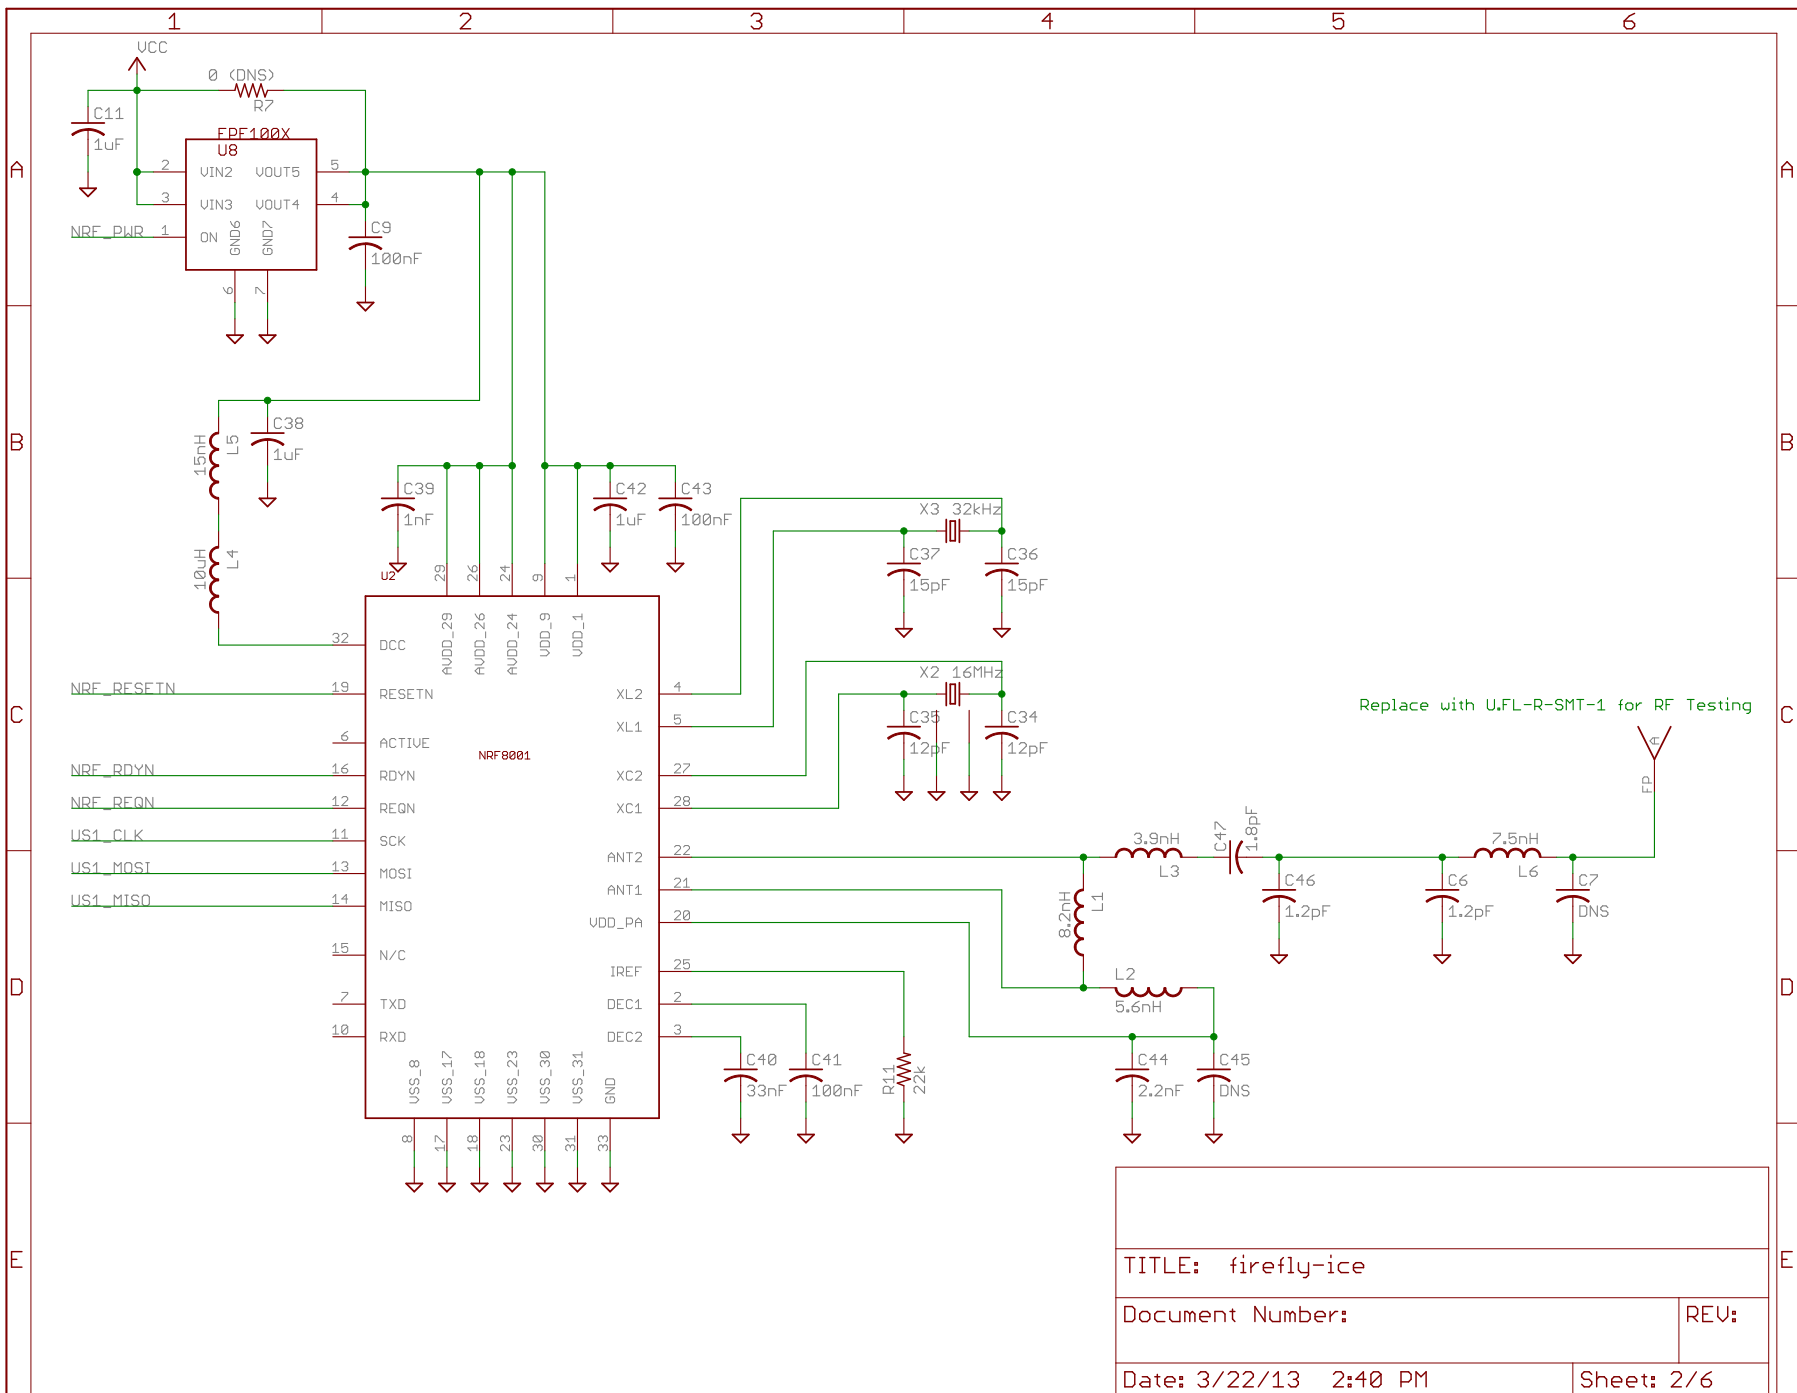 1 2 3 4 5 6
VCC
0 (DNS)
R7
C11
1uF
FPF100X
U8
A A
2 VIN2 VOUT5 5
3 VIN3 VOUT4 4
NRF_PWR 1 ON
GND6 GND7
6 7
C9
100nF
B B
C38
1uF
15nH L5
10uH L4
C39
1nF
C42
1uF
C43
100nF
X3 32kHz
C37
15pF
C36
15pF
U2
29 26 24 9 1
AVDD_29 AVDD_26 AVDD_24 VDD_9 VDD_1
32 DCC
NRF_RESETN 19 RESETN
6 ACTIVE
NRF_RDYN 16 RDYN
NRF_REQN 12 REQN
US1_CLK 11 SCK
US1_MOSI 13 MOSI
US1_MISO 14 MISO
15 N/C
7 TXD
10 RXD
NRF8001
XL2 4
XL1 5
XC2 27
XC1 28
ANT2 22
ANT1 21
VDD_PA 20
IREF 25
DEC1 2
DEC2 3
VSS_8 VSS_17 VSS_18 VSS_23 VSS_30 VSS_31 GND
8 17 18 23 30 31 33
X2 16MHz
C35
12pF
C34
12pF
C C
Replace with U.FL-R-SMT-1 for RF Testing
A
FP
3.9nH
L3
C47 1.8pF
7.5nH
L6
C46
1.2pF
C6
1.2pF
C7
DNS
8.2nH L1
L2
5.6nH
D D
C40
33nF
C41
100nF
R11 22k
C44
2.2nF
C45
DNS
E E
TITLE: firefly-ice
Document Number:
REV:
Date: 3/22/13 2:40 PM
Sheet: 2/6